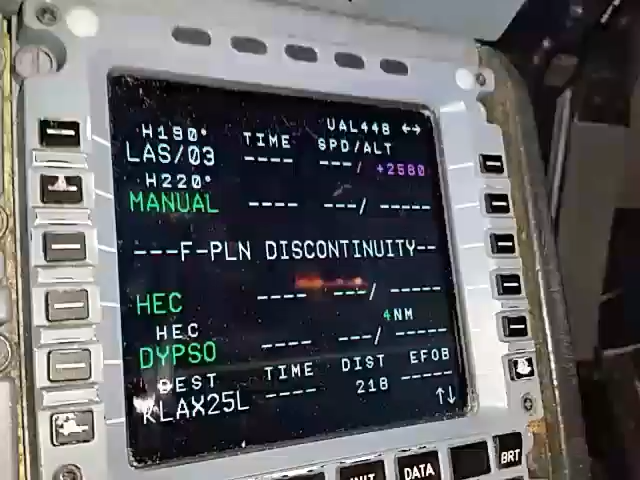 UAL448 ↔
H190° TIME SPD/ALT
LAS/03 ---- ---/ +2580
H220°
MANUAL ---- ---/ -----
---F-PLN DISCONTINUITY--
HEC ---- ---/ -----
HEC 4NM
DYPSO ---- ---/ -----
DEST TIME DIST EFOB
KLAX25L ---- 218 ----- ↑↓
INIT DATA BRT